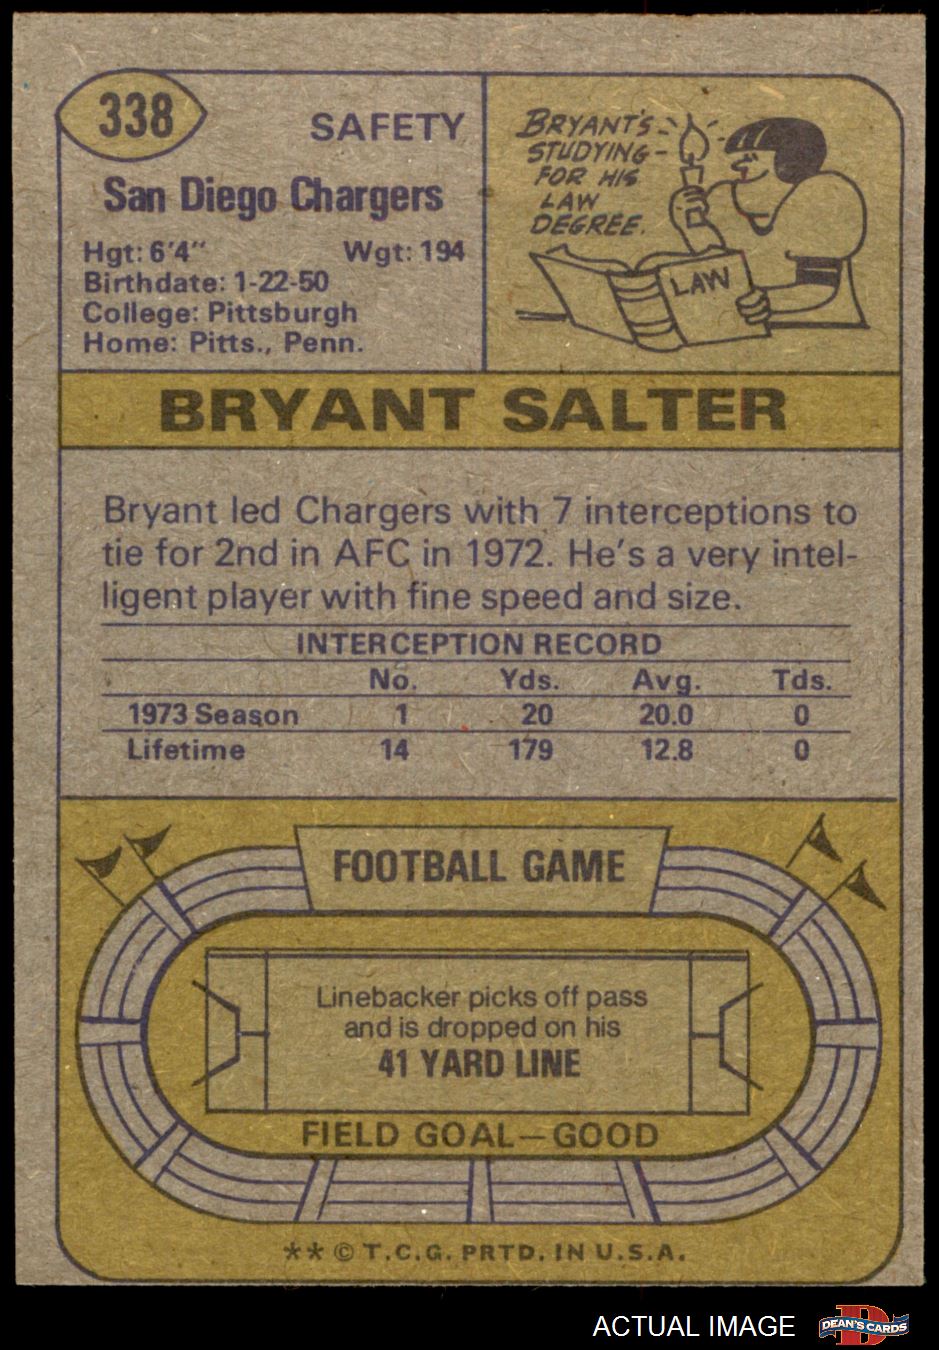 338
SAFETY
San Diego Chargers
Hgt: 6'4" Wgt: 194
Birthdate: 1-22-50
College: Pittsburgh
Home: Pitts., Penn.
BRYANT'S
STUDYING
FOR HIS
LAW
DEGREE.
LAW
BRYANT SALTER
Bryant led Chargers with 7 interceptions to
tie for 2nd in AFC in 1972. He's a very intel-
ligent player with fine speed and size.
INTERCEPTION RECORD
No. Yds. Avg. Tds.
1973 Season 1 20 20.0 0
Lifetime 14 179 12.8 0
FOOTBALL GAME
Linebacker picks off pass
and is dropped on his
41 YARD LINE
FIELD GOAL—GOOD
** © T.C.G. PRTD. IN U.S.A.
ACTUAL IMAGE
DEAN'S CARDS